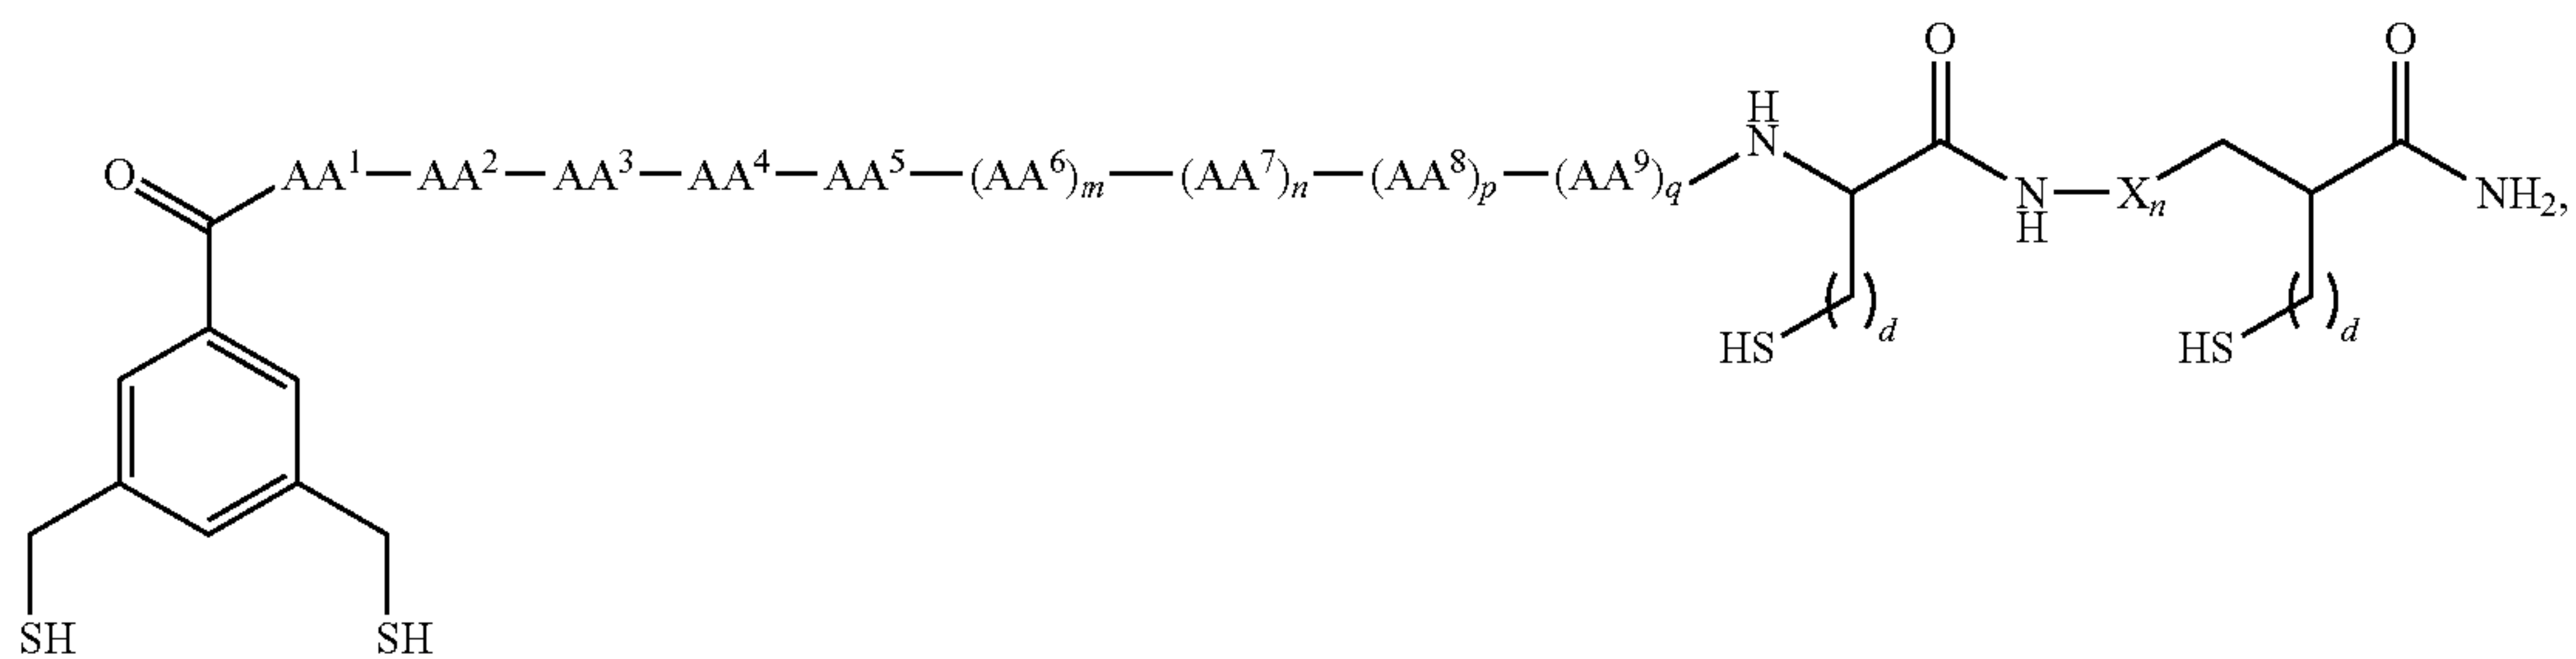 O O
H
N
O AA¹—AA²—AA³—AA⁴—AA⁵—(AA⁶)ₘ—(AA⁷)ₙ—(AA⁸)ₚ—(AA⁹)q N Xₙ NH₂,
H
HS ( )d HS ( )d
SH SH